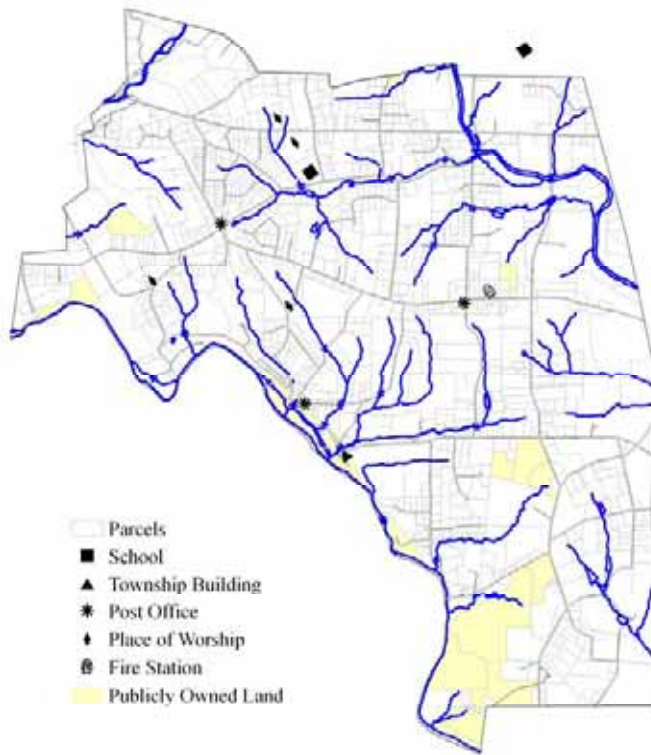 Parcels
School
Township Building
Post Office
Place of Worship
Fire Station
Publicly Owned Land